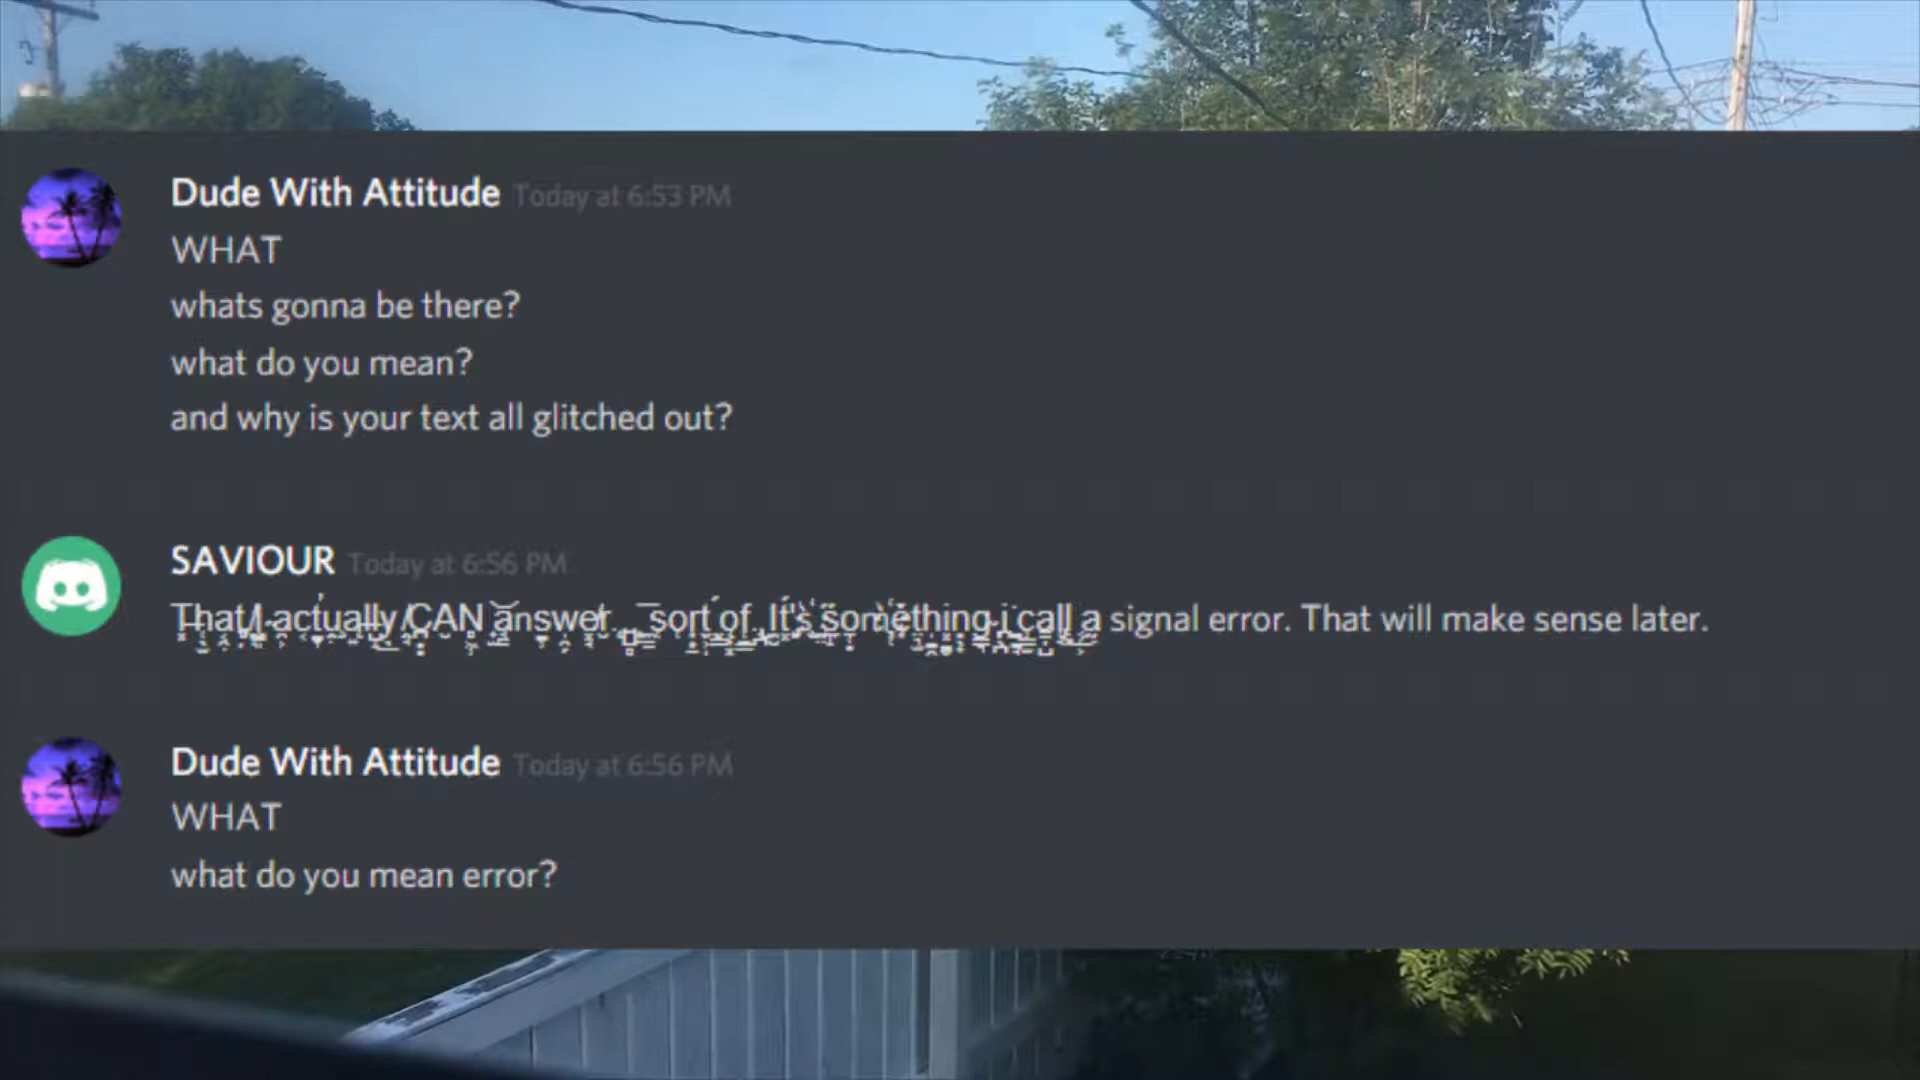 Dude With Attitude Today at 6:53 PM
WHAT
whats gonna be there?
what do you mean?
and why is your text all glitched out?
SAVIOUR Today at 6:56 PM
That, I actually CAN answer. sort of. It's something i call a signal error. That will make sense later.
Dude With Attitude Today at 6:56 PM
WHAT
what do you mean error?